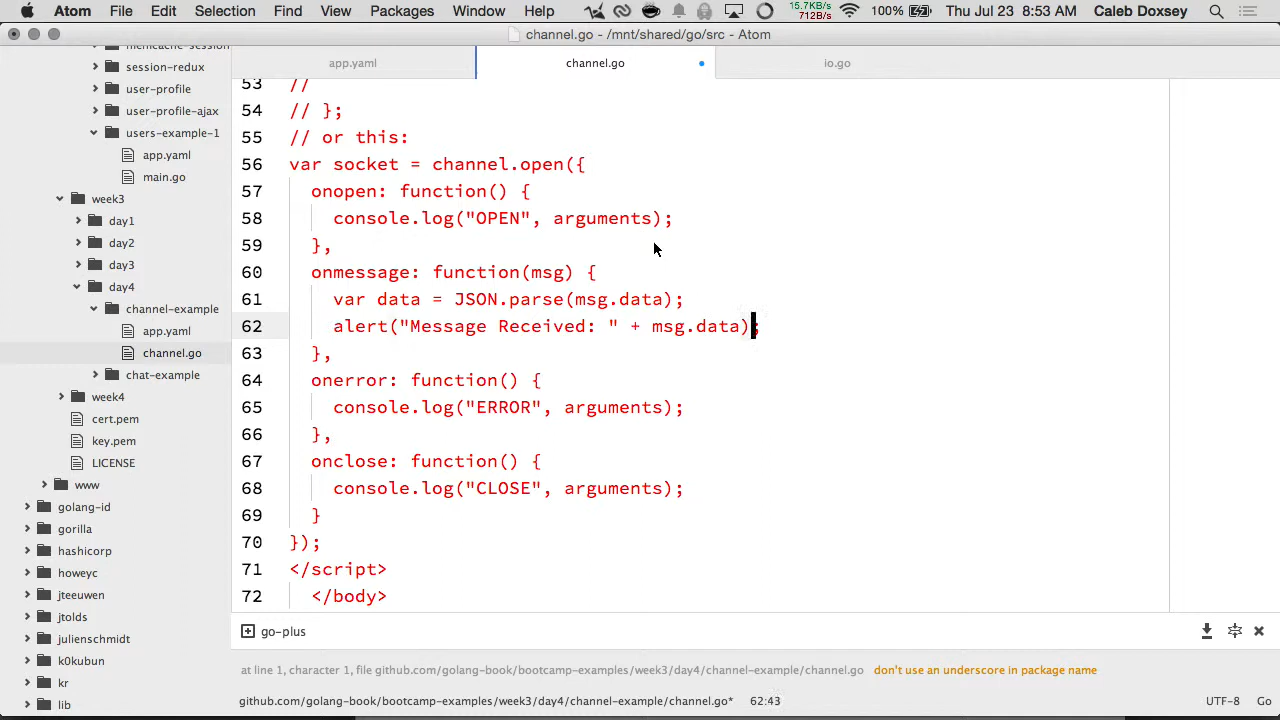 Atom File Edit Selection Find View Packages Window Help 15.7KB/s 712B/s 100% Thu Jul 23 8:53 AM Caleb Doxsey
channel.go - /mnt/shared/go/src - Atom
memcache-session
session-redux
user-profile
user-profile-ajax
users-example-1
app.yaml
main.go
week3
day1
day2
day3
day4
channel-example
app.yaml
channel.go
chat-example
week4
cert.pem
key.pem
LICENSE
www
golang-id
gorilla
hashicorp
howeyc
jteeuwen
jtolds
julienschmidt
k0kubun
kr
lib
app.yaml channel.go io.go
53 //
54 // };
55 // or this:
56 var socket = channel.open({
57 onopen: function() {
58 console.log("OPEN", arguments);
59 },
60 onmessage: function(msg) {
61 var data = JSON.parse(msg.data);
62 alert("Message Received: " + msg.data);
63 },
64 onerror: function() {
65 console.log("ERROR", arguments);
66 },
67 onclose: function() {
68 console.log("CLOSE", arguments);
69 }
70 });
71 </script>
72 </body>
go-plus
at line 1, character 1, file github.com/golang-book/bootcamp-examples/week3/day4/channel-example/channel.go don't use an underscore in package name
github.com/golang-book/bootcamp-examples/week3/day4/channel-example/channel.go* 62:43 UTF-8 Go